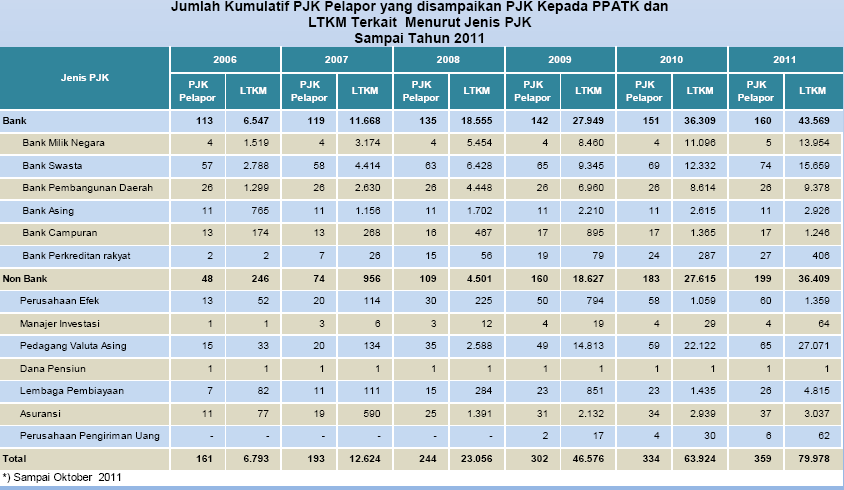 Jumlah Kumulatif PJK Pelapor yang disampaikan PJK Kepada PPATK dan
LTKM Terkait Menurut Jenis PJK
Sampai Tahun 2011
Jenis PJK 2006 2007 2008 2009 2010 2011
PJK Pelapor LTKM PJK Pelapor LTKM PJK Pelapor LTKM PJK Pelapor LTKM PJK Pelapor LTKM PJK Pelapor LTKM
Bank 113 6.547 119 11.668 135 18.555 142 27.949 151 36.309 160 43.569
Bank Milik Negara 4 1.519 4 3.174 4 5.454 4 8.460 4 11.096 5 13.954
Bank Swasta 57 2.788 58 4.414 63 6.428 65 9.345 69 12.332 74 15.659
Bank Pembangunan Daerah 26 1.299 26 2.630 26 4.448 26 6.960 26 8.614 26 9.378
Bank Asing 11 765 11 1.156 11 1.702 11 2.210 11 2.615 11 2.926
Bank Campuran 13 174 13 268 16 467 17 895 17 1.365 17 1.246
Bank Perkreditan rakyat 2 2 7 26 15 56 19 79 24 287 27 406
Non Bank 48 246 74 956 109 4.501 160 18.627 183 27.615 199 36.409
Perusahaan Efek 13 52 20 114 30 225 50 794 58 1.059 60 1.359
Manajer Investasi 1 1 3 6 3 12 4 19 4 29 4 64
Pedagang Valuta Asing 15 33 20 134 35 2.588 49 14.813 59 22.122 65 27.071
Dana Pensiun 1 1 1 1 1 1 1 1 1 1 1 1
Lembaga Pembiayaan 7 82 11 111 15 284 23 851 23 1.435 26 4.815
Asuransi 11 77 19 590 25 1.391 31 2.132 34 2.939 37 3.037
Perusahaan Pengiriman Uang - - - - - - 2 17 4 30 6 62
Total 161 6.793 193 12.624 244 23.056 302 46.576 334 63.924 359 79.978
*) Sampai Oktober 2011